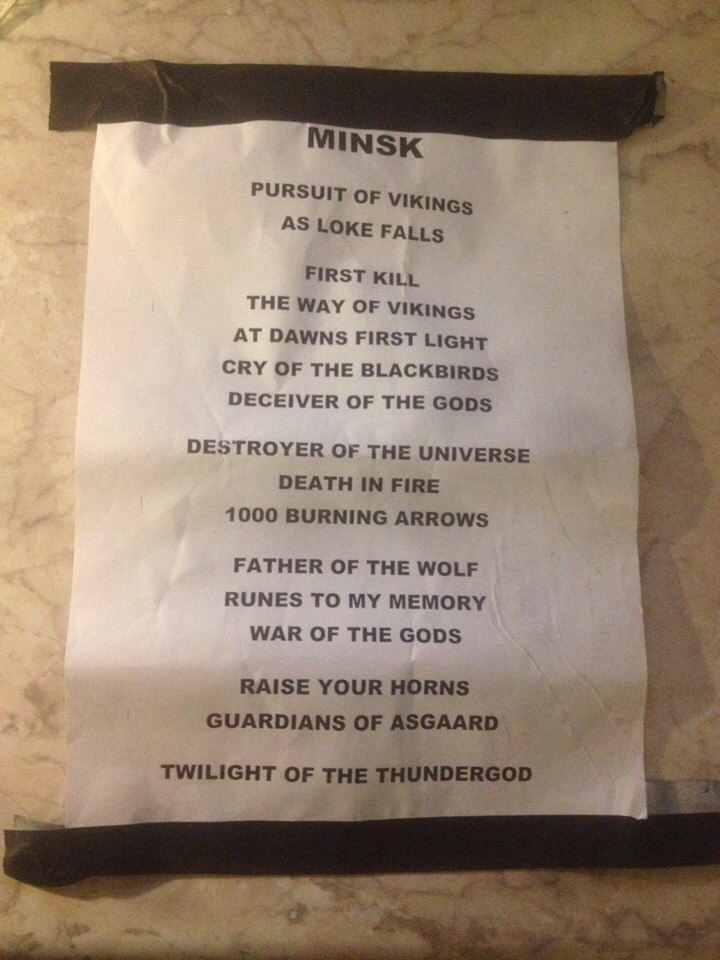 MINSK
PURSUIT OF VIKINGS
AS LOKE FALLS
FIRST KILL
THE WAY OF VIKINGS
AT DAWNS FIRST LIGHT
CRY OF THE BLACKBIRDS
DECEIVER OF THE GODS
DESTROYER OF THE UNIVERSE
DEATH IN FIRE
1000 BURNING ARROWS
FATHER OF THE WOLF
RUNES TO MY MEMORY
WAR OF THE GODS
RAISE YOUR HORNS
GUARDIANS OF ASGAARD
TWILIGHT OF THE THUNDERGOD